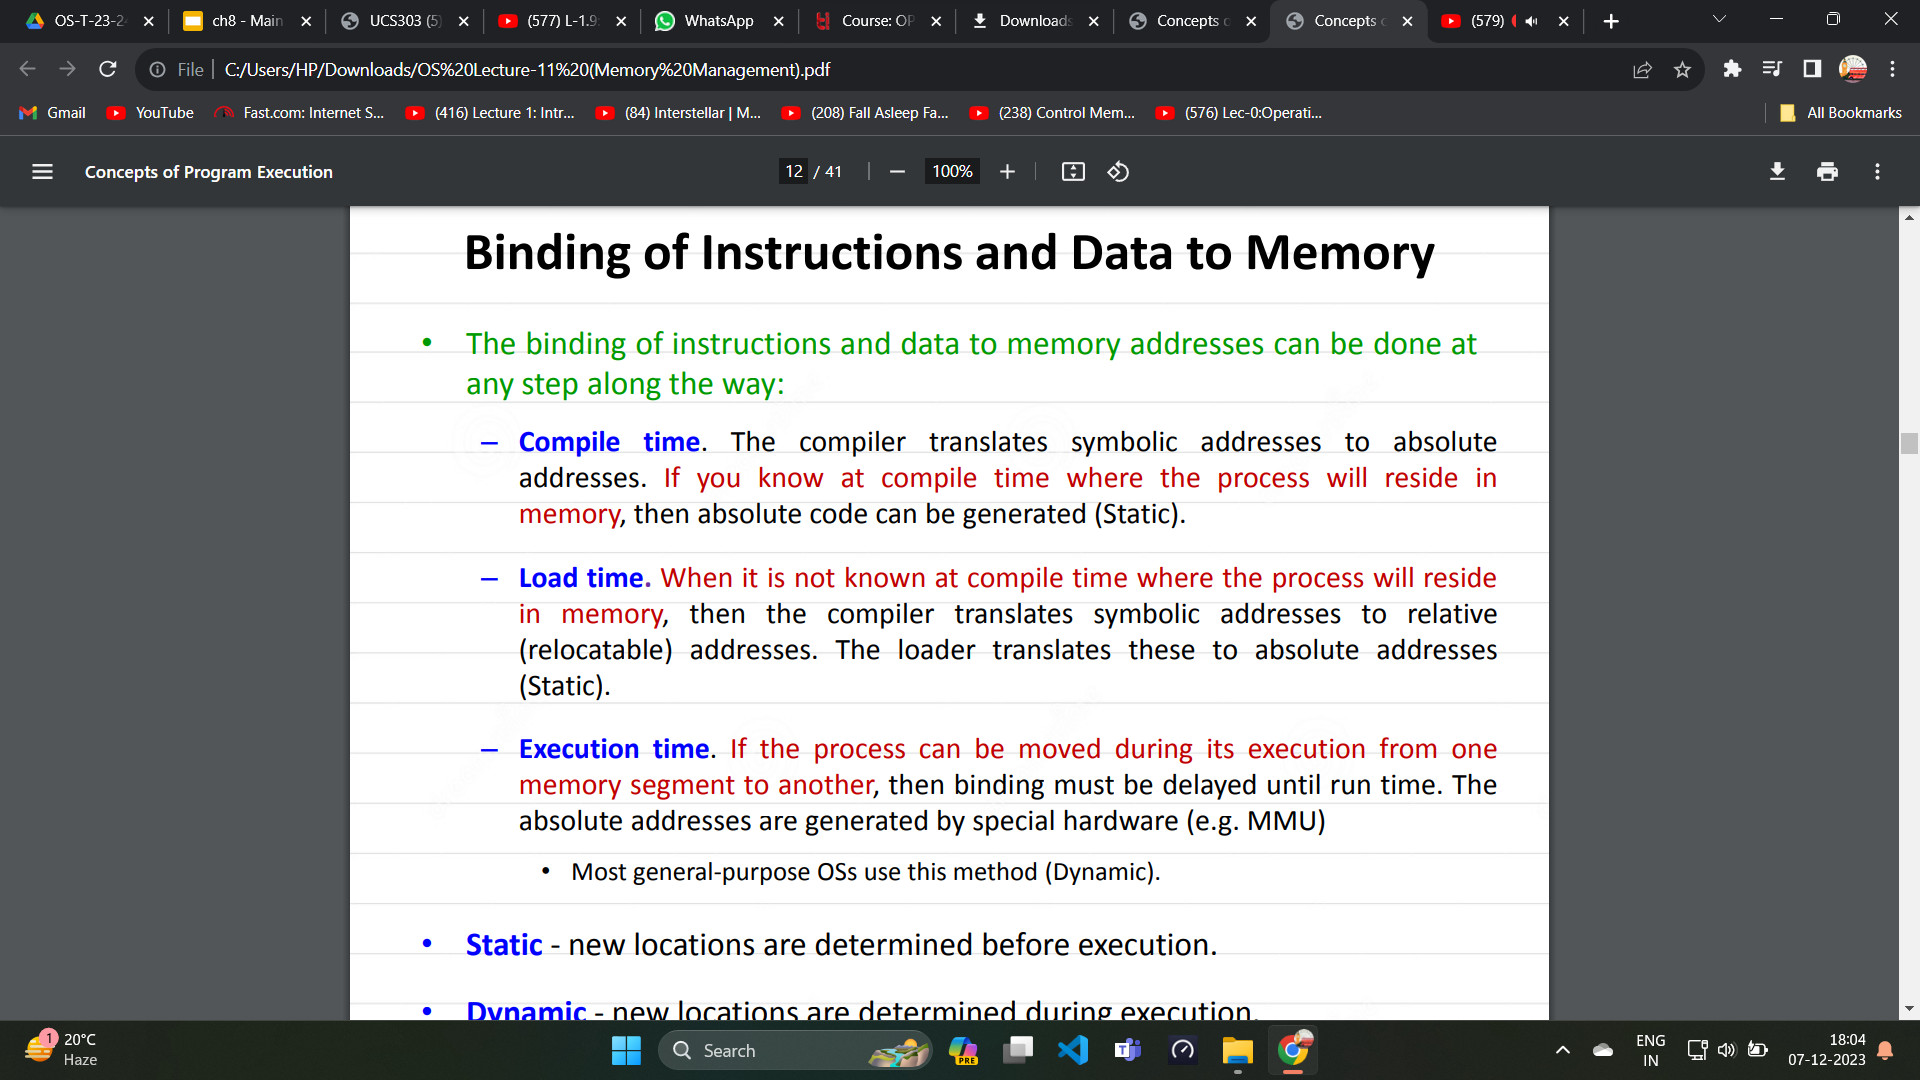 OS-T-23-2
ch8 - Main
UCS303 (5)
(577) L-1.9:
WhatsApp
Course: OP
Downloads
Concepts o
Concepts o
(579)
File
C:/Users/HP/Downloads/OS%20Lecture-11%20(Memory%20Management).pdf
Gmail
YouTube
Fast.com: Internet S...
(416) Lecture 1: Intr...
(84) Interstellar | M...
(208) Fall Asleep Fa...
(238) Control Mem...
(576) Lec-0:Operati...
All Bookmarks
Concepts of Program Execution
12 / 41
100%
Binding of Instructions and Data to Memory
• The binding of instructions and data to memory addresses can be done at
any step along the way:
– Compile time. The compiler translates symbolic addresses to absolute
addresses. If you know at compile time where the process will reside in
memory, then absolute code can be generated (Static).
– Load time. When it is not known at compile time where the process will reside
in memory, then the compiler translates symbolic addresses to relative
(relocatable) addresses. The loader translates these to absolute addresses
(Static).
– Execution time. If the process can be moved during its execution from one
memory segment to another, then binding must be delayed until run time. The
absolute addresses are generated by special hardware (e.g. MMU)
• Most general-purpose OSs use this method (Dynamic).
• Static - new locations are determined before execution.
• Dynamic - new locations are determined during execution.
1
20°C
Haze
Search
PRE
ENG
IN
18:04
07-12-2023